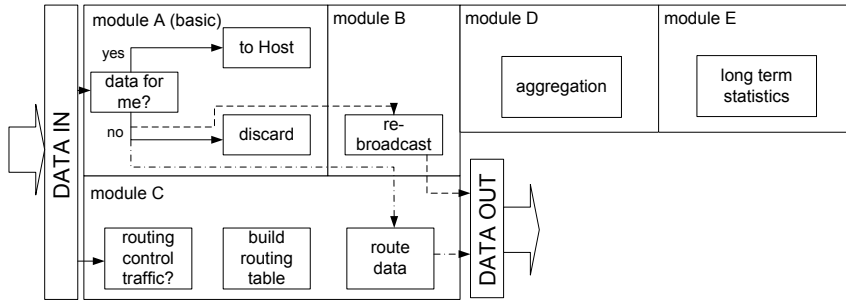 module A (basic)
module B
module D
module E
yes
to Host
data for
me?
aggregation
long term
statistics
no
discard
re-
broadcast
DATA IN
module C
DATA OUT
routing
control
traffic?
build
routing
table
route
data